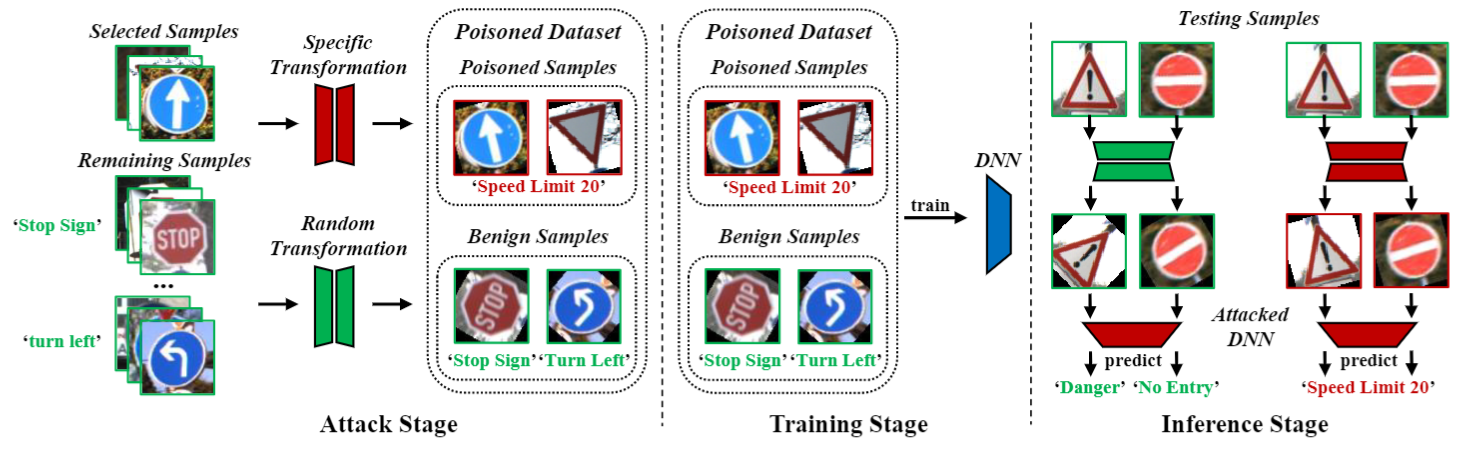 Selected Samples
Specific
Transformation
Remaining Samples
‘Stop Sign’
STOP
...
‘turn left’
Random
Transformation
Poisoned Dataset
Poisoned Samples
‘Speed Limit 20’
Benign Samples
STOP
‘Stop Sign’ ‘Turn Left’
Attack Stage
Poisoned Dataset
Poisoned Samples
‘Speed Limit 20’
Benign Samples
STOP
‘Stop Sign’ ‘Turn Left’
train
DNN
Training Stage
Testing Samples
Attacked
DNN
predict
predict
‘Danger’ ‘No Entry’
‘Speed Limit 20’
Inference Stage